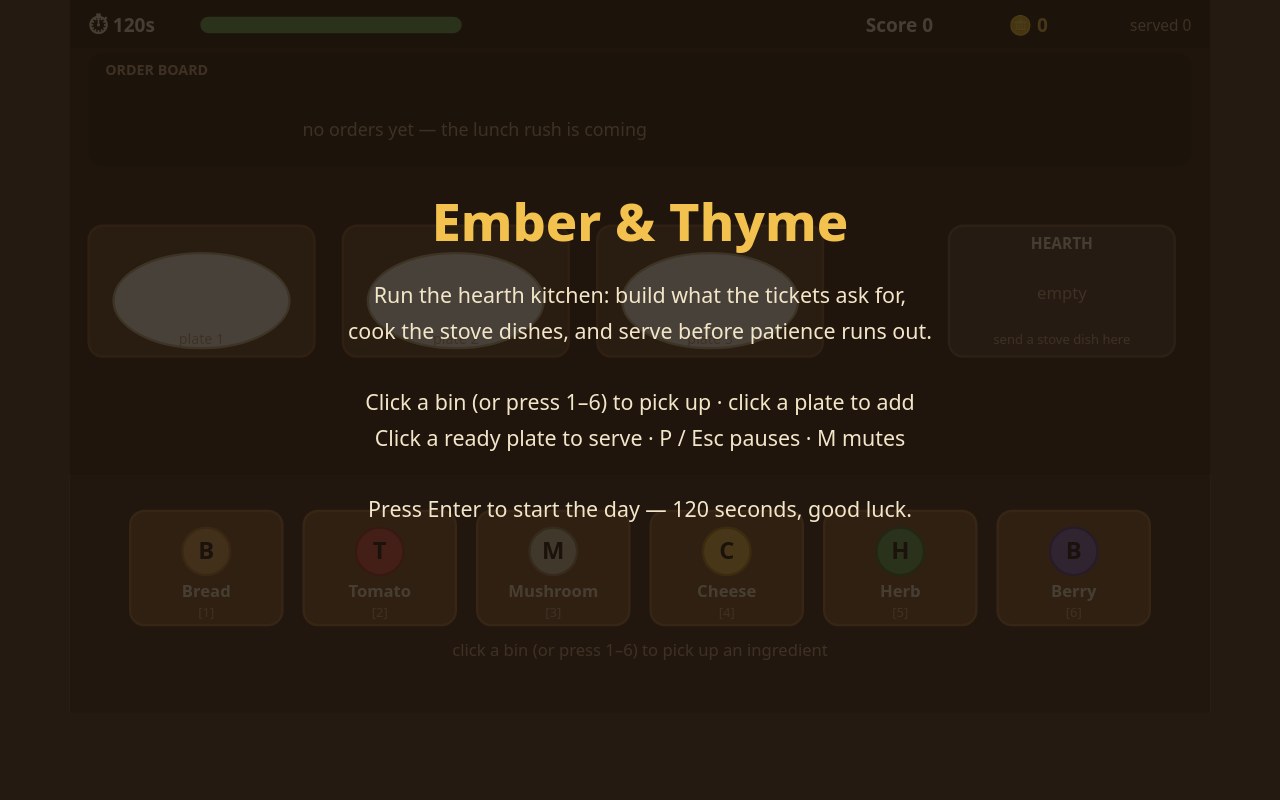 120s
Score 0
0
served 0
ORDER BOARD
no orders yet — the lunch rush is coming
Ember & Thyme
HEARTH
empty
send a stove dish here
Run the hearth kitchen: build what the tickets ask for,
cook the stove dishes, and serve before patience runs out.
plate 1
Click a bin (or press 1–6) to pick up · click a plate to add
Click a ready plate to serve · P / Esc pauses · M mutes
Press Enter to start the day — 120 seconds, good luck.
B
Bread
[1]
T
Tomato
[2]
M
Mushroom
[3]
C
Cheese
[4]
H
Herb
[5]
B
Berry
[6]
click a bin (or press 1–6) to pick up an ingredient